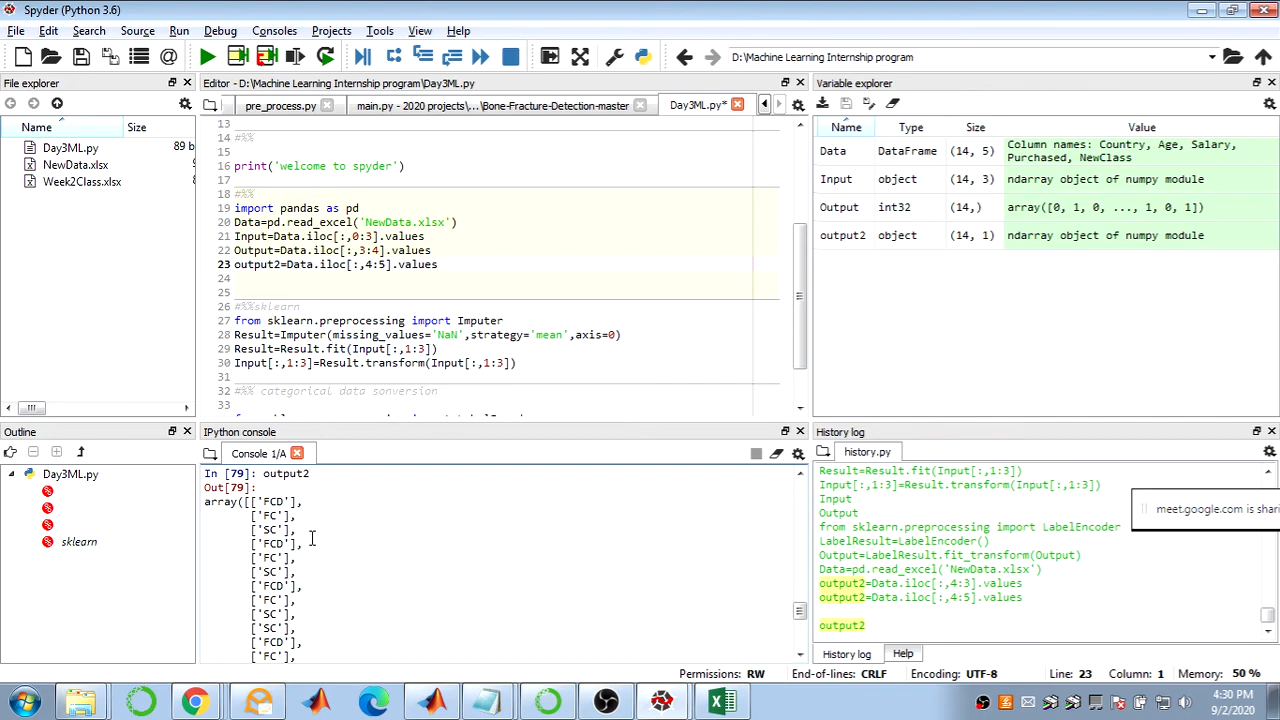 Spyder (Python 3.6)
File Edit Search Source Run Debug Consoles Projects Tools View Help
D:\Machine Learning Internship program
File explorer
Name Size
Day3ML.py 89 b
NewData.xlsx
Week2Class.xlsx
Editor - D:\Machine Learning Internship program\Day3ML.py
pre_process.py main.py - 2020 projects\...\Bone-Fracture-Detection-master Day3ML.py*
13
14 #%%
15
16 print('welcome to spyder')
17
18 #%%
19 import pandas as pd
20 Data=pd.read_excel('NewData.xlsx')
21 Input=Data.iloc[:,0:3].values
22 Output=Data.iloc[:,3:4].values
23 output2=Data.iloc[:,4:5].values
24
25
26 #%%sklearn
27 from sklearn.preprocessing import Imputer
28 Result=Imputer(missing_values='NaN',strategy='mean',axis=0)
29 Result=Result.fit(Input[:,1:3])
30 Input[:,1:3]=Result.transform(Input[:,1:3])
31
32 #%% categorical data sonversion
33
Variable explorer
Name Type Size Value
Data DataFrame (14, 5) Column names: Country, Age, Salary,
Purchased, NewClass
Input object (14, 3) ndarray object of numpy module
Output int32 (14,) array([0, 1, 0, ..., 1, 0, 1])
output2 object (14, 1) ndarray object of numpy module
Outline
Day3ML.py
sklearn
IPython console
Console 1/A
In [79]: output2
Out[79]:
array([['FCD'],
['FC'],
['SC'],
['FCD'],
['FC'],
['SC'],
['FCD'],
['FC'],
['SC'],
['SC'],
['FCD'],
['FC'],
History log
history.py
Result=Result.fit(Input[:,1:3])
Input[:,1:3]=Result.transform(Input[:,1:3])
Input
Output
from sklearn.preprocessing import LabelEncoder
LabelResult=LabelEncoder()
Output=LabelResult.fit_transform(Output)
Data=pd.read_excel('NewData.xlsx')
output2=Data.iloc[:,4:3].values
output2=Data.iloc[:,4:5].values
output2
meet.google.com is shari
History log Help
Permissions: RW End-of-lines: CRLF Encoding: UTF-8 Line: 23 Column: 1 Memory: 50 %
4:30 PM
9/2/2020